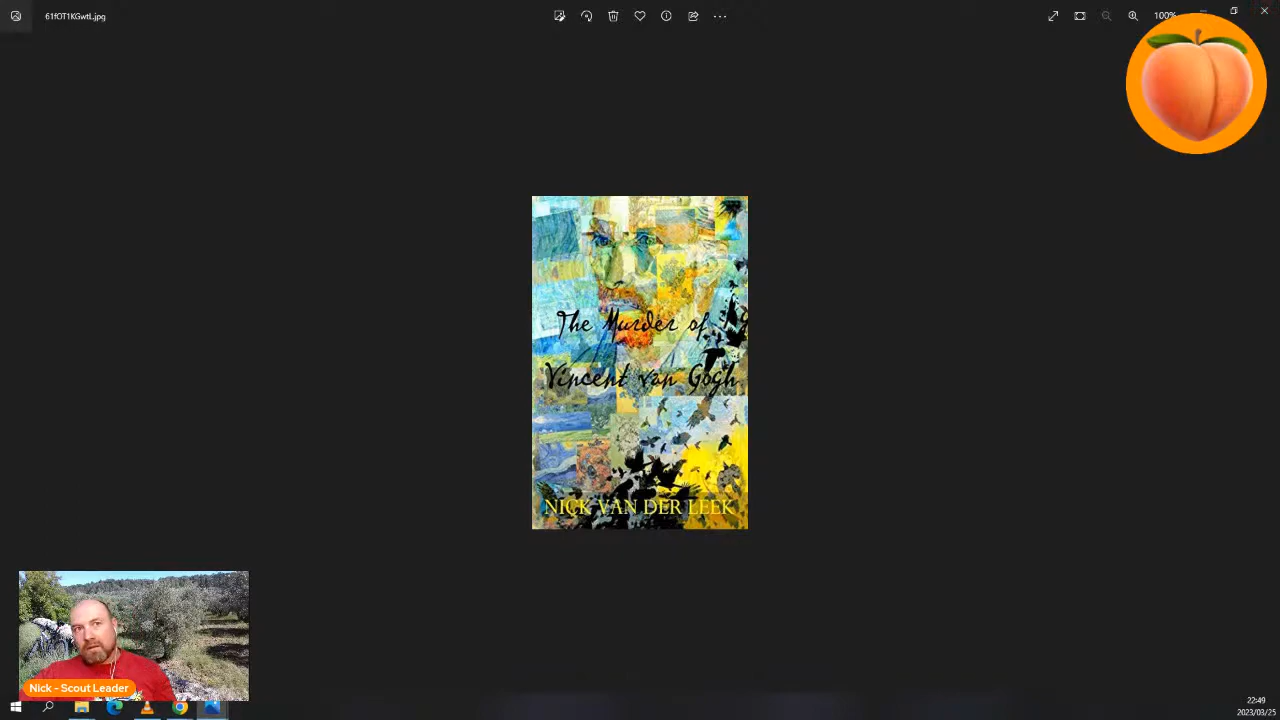 61fOT1KGwtL.jpg
100%
The Murder of
Vincent van Gogh
NICK VAN DER LEEK
Nick - Scout Leader
22:49
2023/03/25